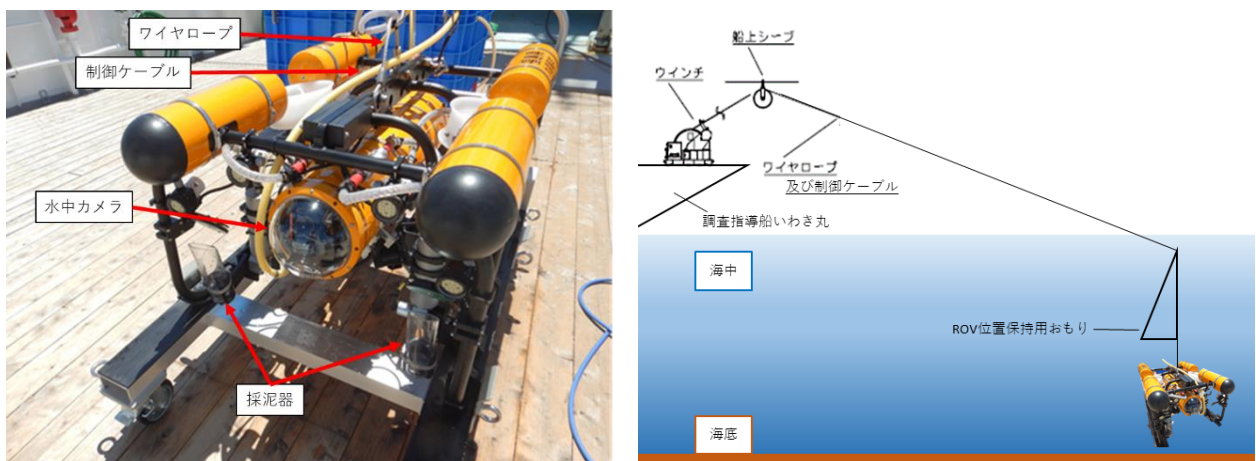 ワイヤロープ
制御ケーブル
水中カメラ
採泥器
船上シーブ
ウインチ
ワイヤロープ
及び制御ケーブル
調査指導船いわき丸
海中
ROV位置保持用おもり
海底